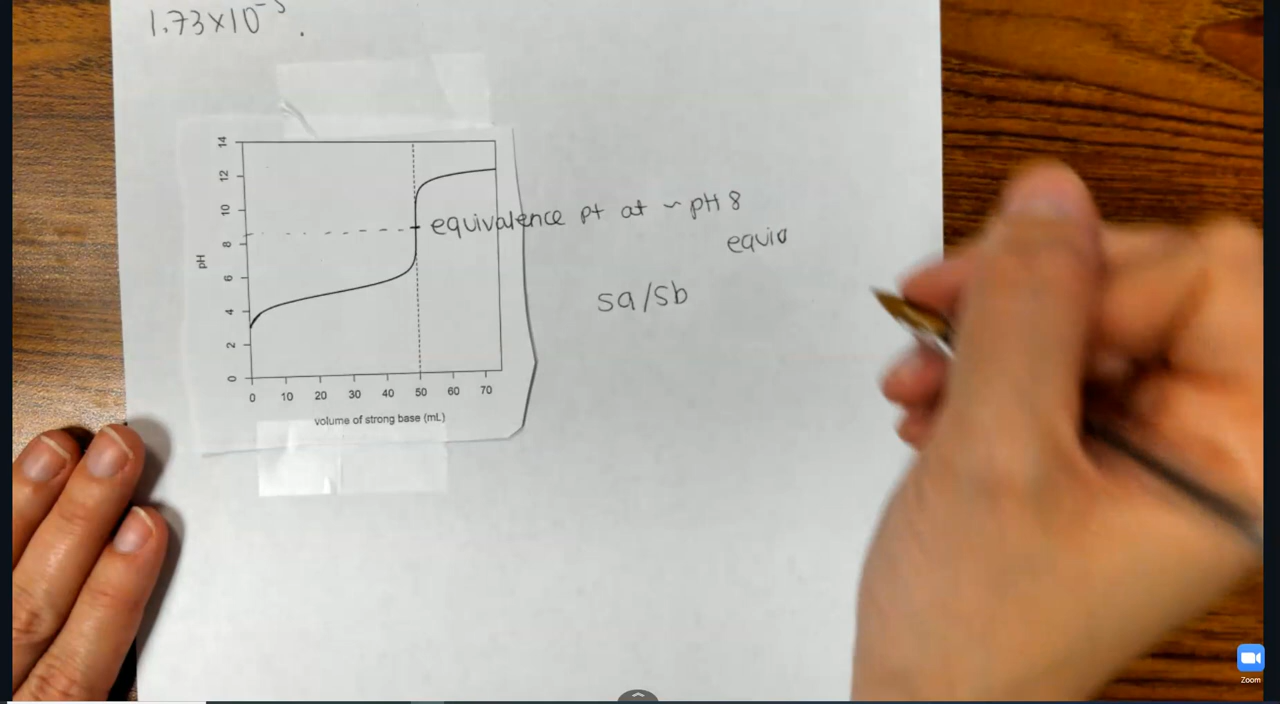 1.73x10⁻⁵.
14
12
10
8
6
4
2
0
pH
equivalence pt at ~ pH 8
equiv
sa/sb
0 10 20 30 40 50 60 70
volume of strong base (mL)
Zoom